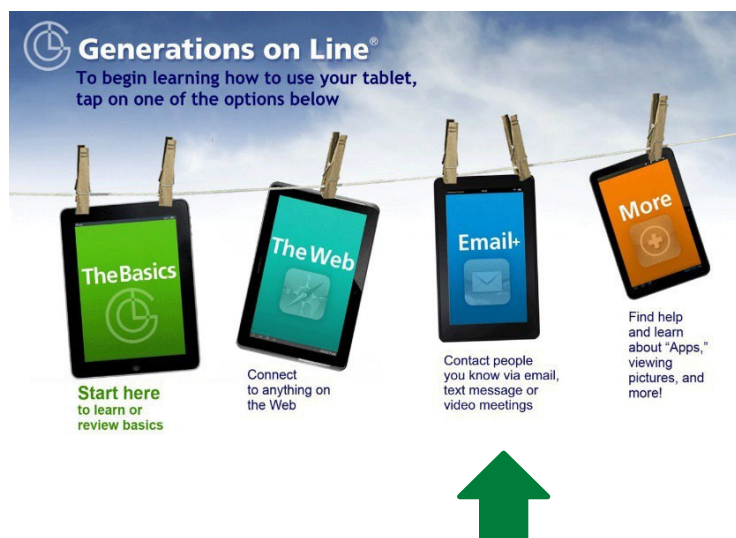 Generations on Line®
To begin learning how to use your tablet,
tap on one of the options below
The Basics
Start here
to learn or
review basics
The Web
Connect
to anything on
the Web
Email+
Contact people
you know via email,
text message or
video meetings
More
Find help
and learn
about “Apps,”
viewing
pictures, and
more!